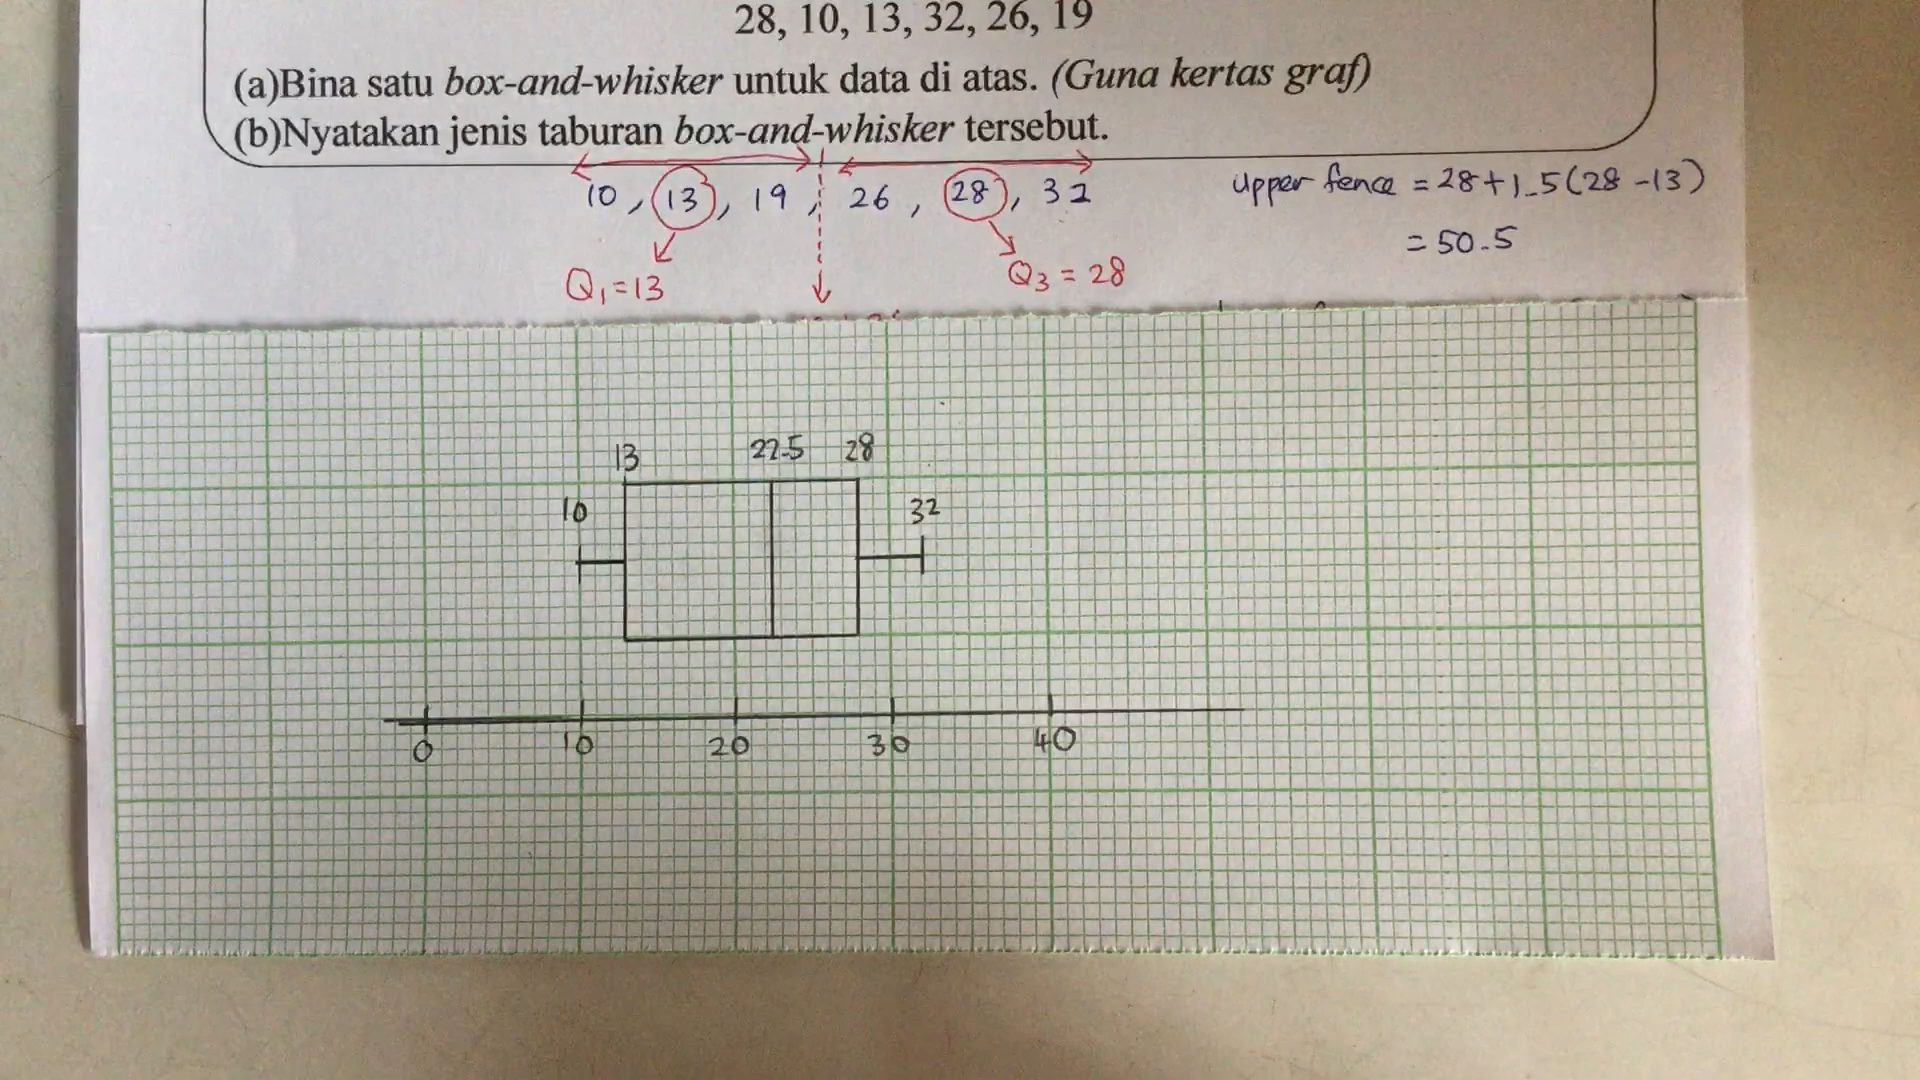 28, 10, 13, 32, 26, 19
(a)Bina satu box-and-whisker untuk data di atas. (Guna kertas graf)
(b)Nyatakan jenis taburan box-and-whisker tersebut.
10, 13, 19, 26, 28, 32
Upper fence = 28+1.5(28-13)
= 50.5
Q₁=13
Q₃ = 28
13 22.5 28
10 32
0 10 20 30 40